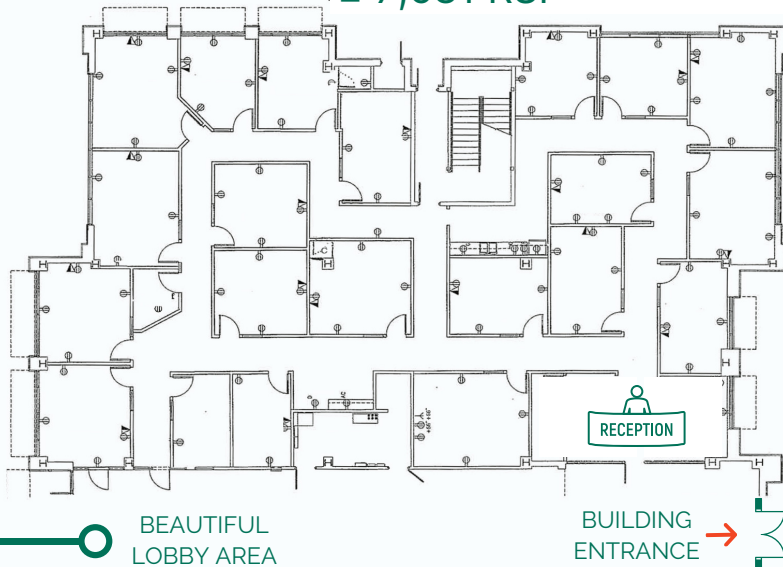 RECEPTION
BEAUTIFUL
LOBBY AREA
BUILDING
ENTRANCE